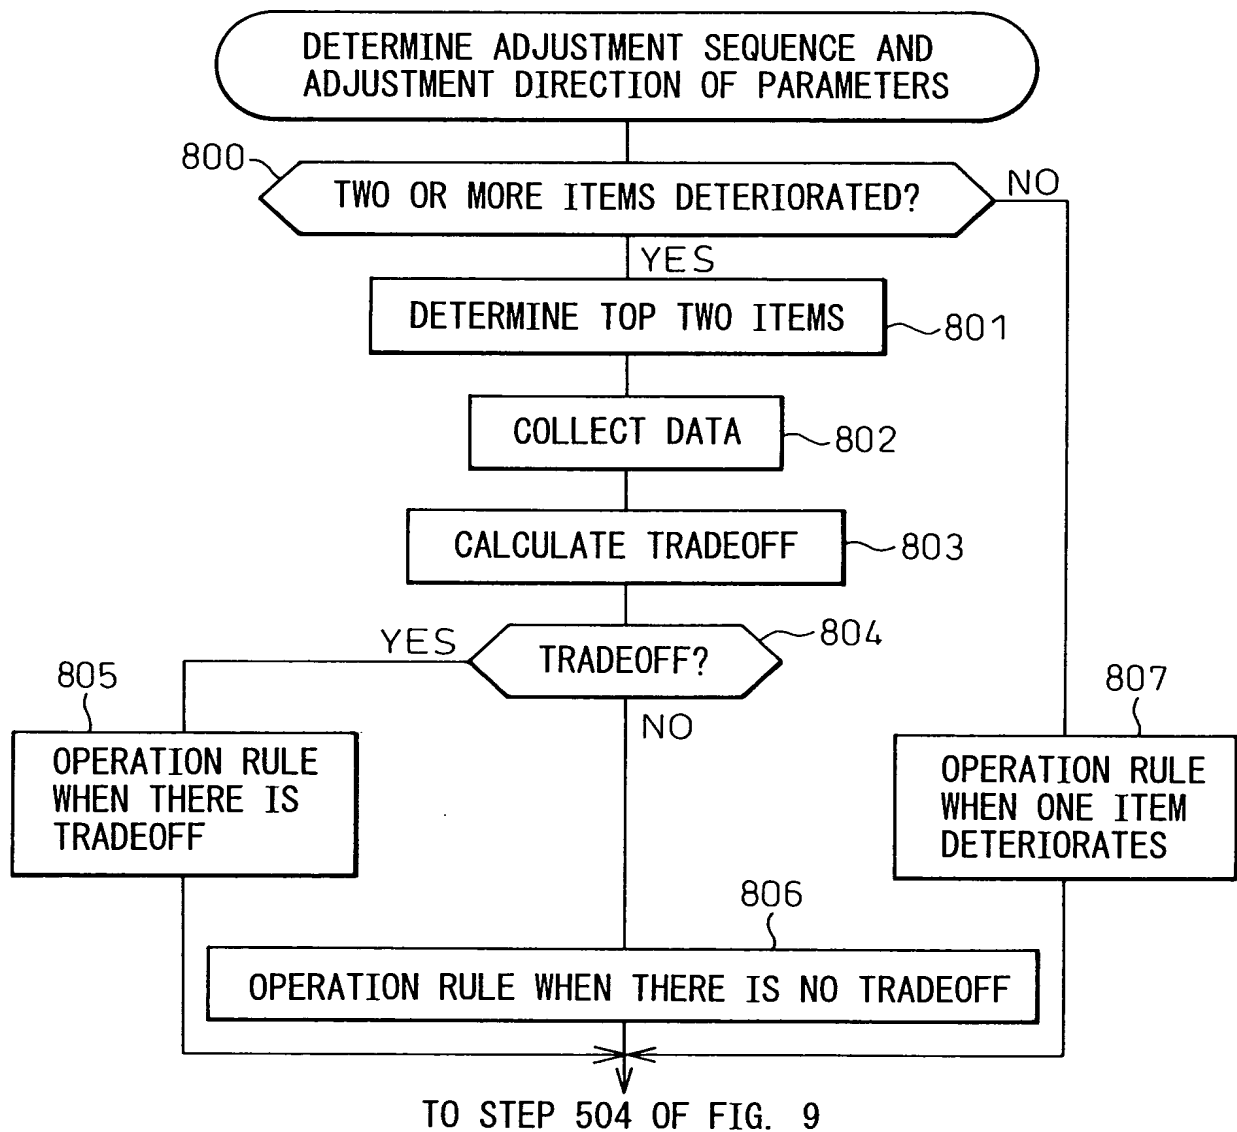 DETERMINE ADJUSTMENT SEQUENCE AND
ADJUSTMENT DIRECTION OF PARAMETERS
800
TWO OR MORE ITEMS DETERIORATED?
NO
YES
DETERMINE TOP TWO ITEMS
801
COLLECT DATA
802
CALCULATE TRADEOFF
803
804
YES
TRADEOFF?
NO
805
OPERATION RULE
WHEN THERE IS
TRADEOFF
807
OPERATION RULE
WHEN ONE ITEM
DETERIORATES
806
OPERATION RULE WHEN THERE IS NO TRADEOFF
TO STEP 504 OF FIG. 9